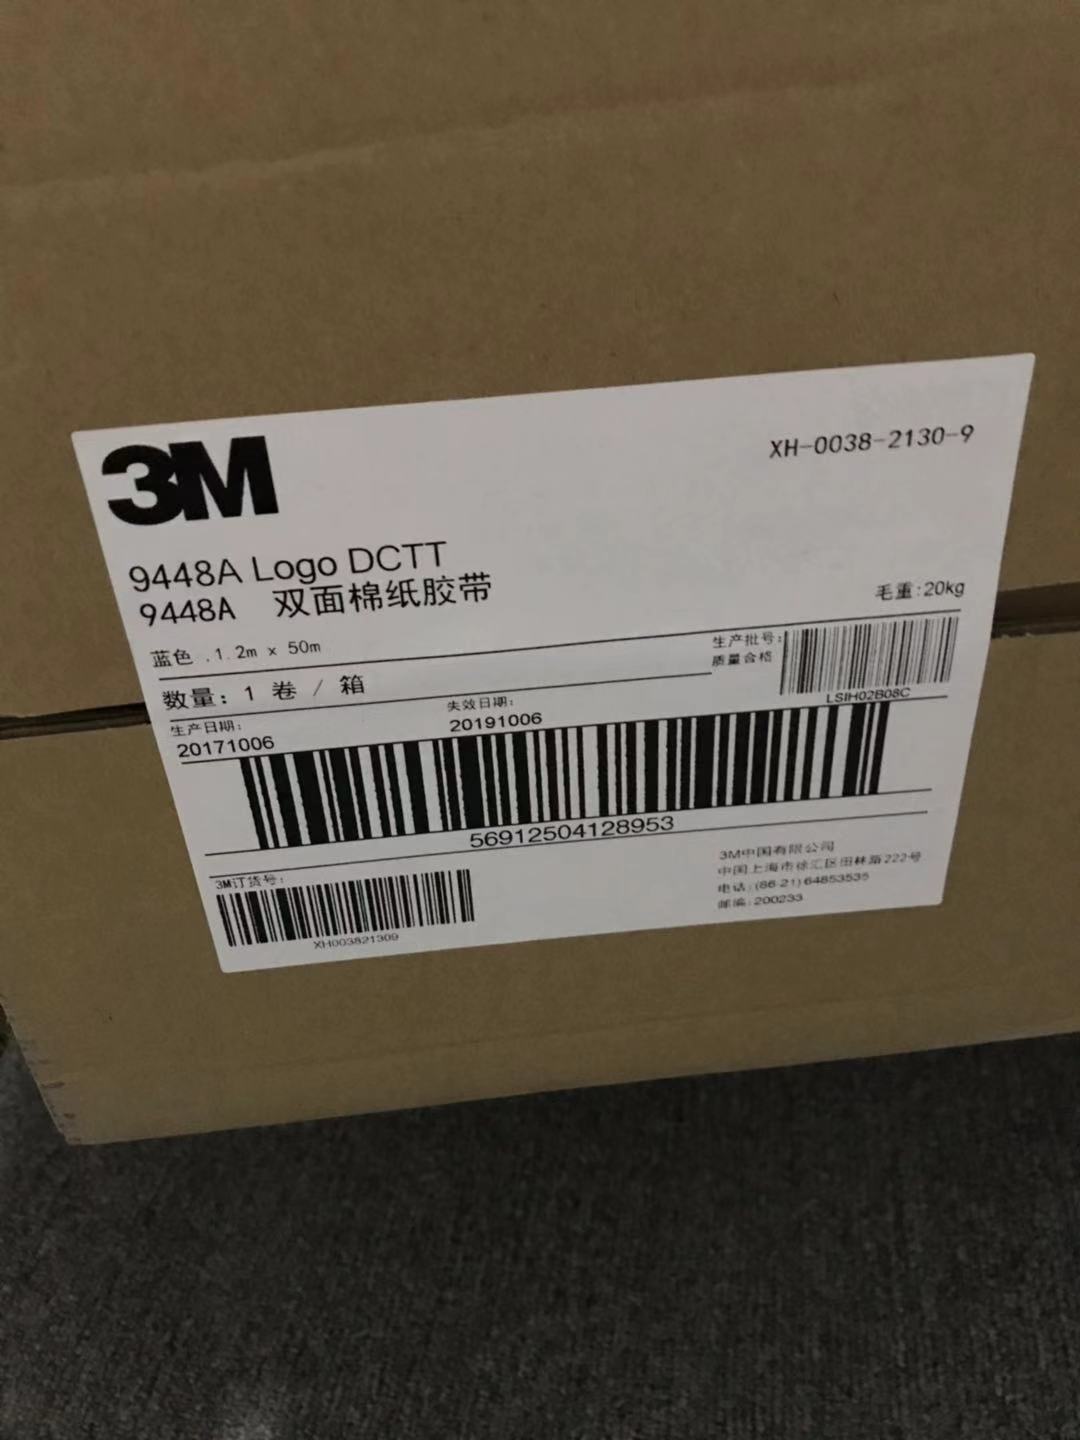 3M
XH-0038-2130-9
9448A Logo DCTT
9448A 双面棉纸胶带
毛重:20kg
蓝色 .1.2m x 50m
生产批号:
质量合格
LSIH02B08C
数量: 1 卷 / 箱
生产日期:
20171006
失效日期:
20191006
56912504128953
3M订货号:
XH003821309
3M中国有限公司
中国上海市徐汇区田林路222号
电话:(86-21)64853535
邮编:200233